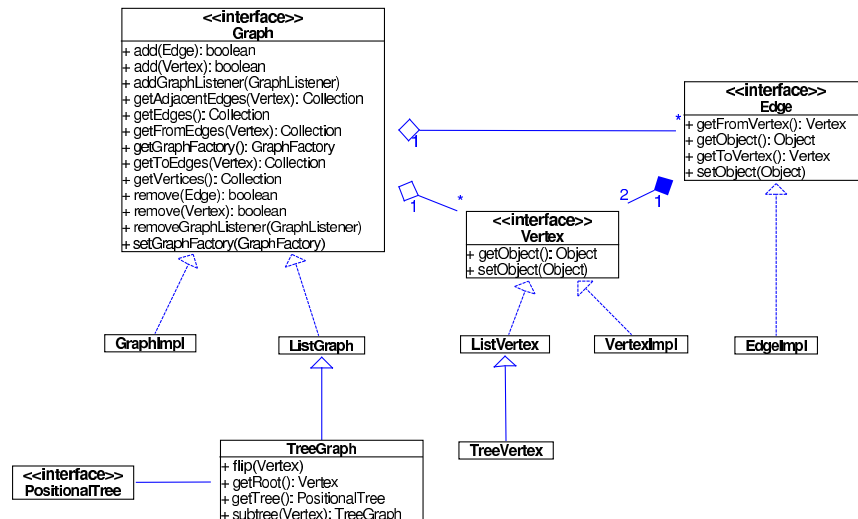 <<interface>>
Graph
+ add(Edge): boolean
+ add(Vertex): boolean
+ addGraphListener(GraphListener)
+ getAdjacentEdges(Vertex): Collection
+ getEdges(): Collection
+ getFromEdges(Vertex): Collection
+ getGraphFactory(): GraphFactory
+ getToEdges(Vertex): Collection
+ getVertices(): Collection
+ remove(Edge): boolean
+ remove(Vertex): boolean
+ removeGraphListener(GraphListener)
+ setGraphFactory(GraphFactory)
<<interface>>
Edge
+ getFromVertex(): Vertex
+ getObject(): Object
+ getToVertex(): Vertex
+ setObject(Object)
1
*
1
*
2
1
<<interface>>
Vertex
+ getObject(): Object
+ setObject(Object)
GraphImpl
ListGraph
ListVertex
VertexImpl
EdgeImpl
TreeGraph
+ flip(Vertex)
+ getRoot(): Vertex
+ getTree(): PositionalTree
+ subtree(Vertex): TreeGraph
TreeVertex
<<interface>>
PositionalTree